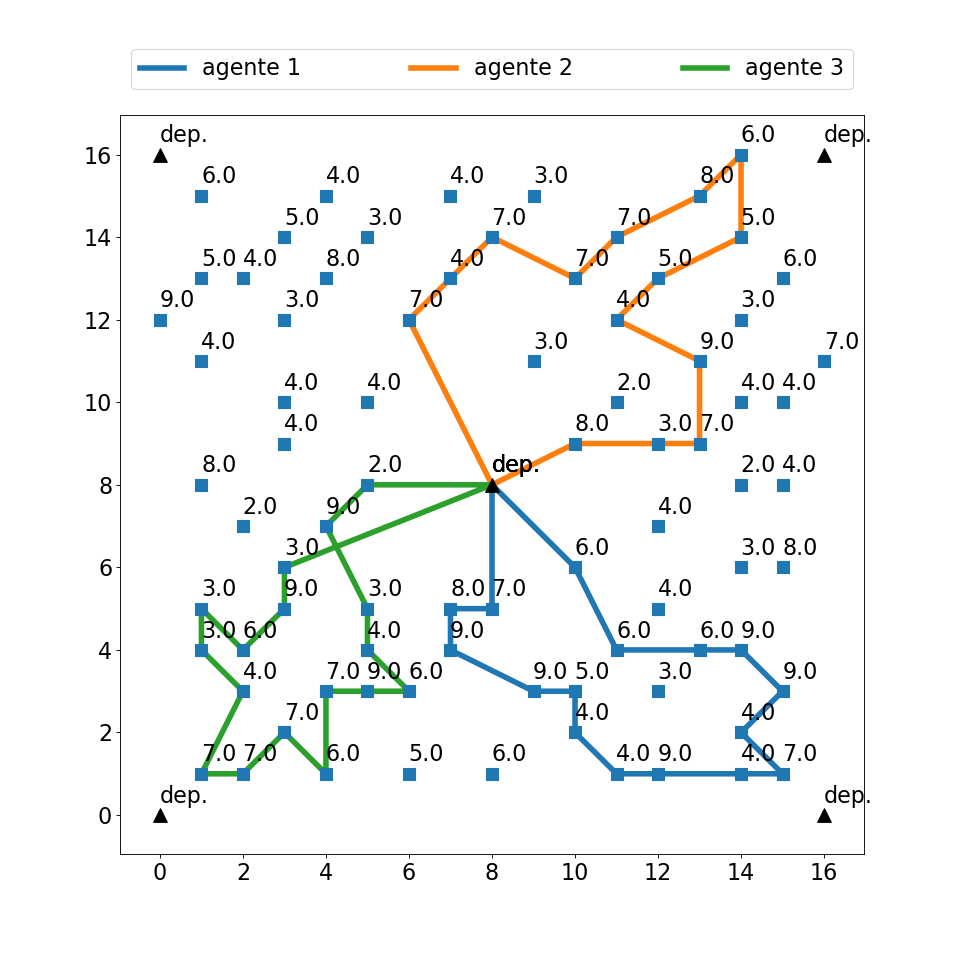 agente 1 agente 2 agente 3
dep. 6.0 dep.
16
6.0 4.0 4.0 3.0 8.0
5.0 3.0 7.0 7.0 5.0
14
5.0 4.0 8.0 4.0 7.0 5.0 6.0
9.0 3.0 7.0 4.0 3.0
12
4.0 3.0 9.0 7.0
4.0 4.0 2.0 4.0 4.0
10
4.0 8.0 3.0 7.0
8.0 2.0 dep. 2.0 4.0
8
2.0 9.0 4.0
3.0 6.0 3.0 8.0
6
3.0 9.0 3.0 8.0 7.0 4.0
3.0 6.0 4.0 9.0 6.0 6.0 9.0
4
4.0 7.0 9.0 6.0 9.0 5.0 3.0 9.0
7.0 4.0 4.0
2
7.0 7.0 6.0 5.0 6.0 4.0 9.0 4.0 7.0
dep. dep.
0
0 2 4 6 8 10 12 14 16